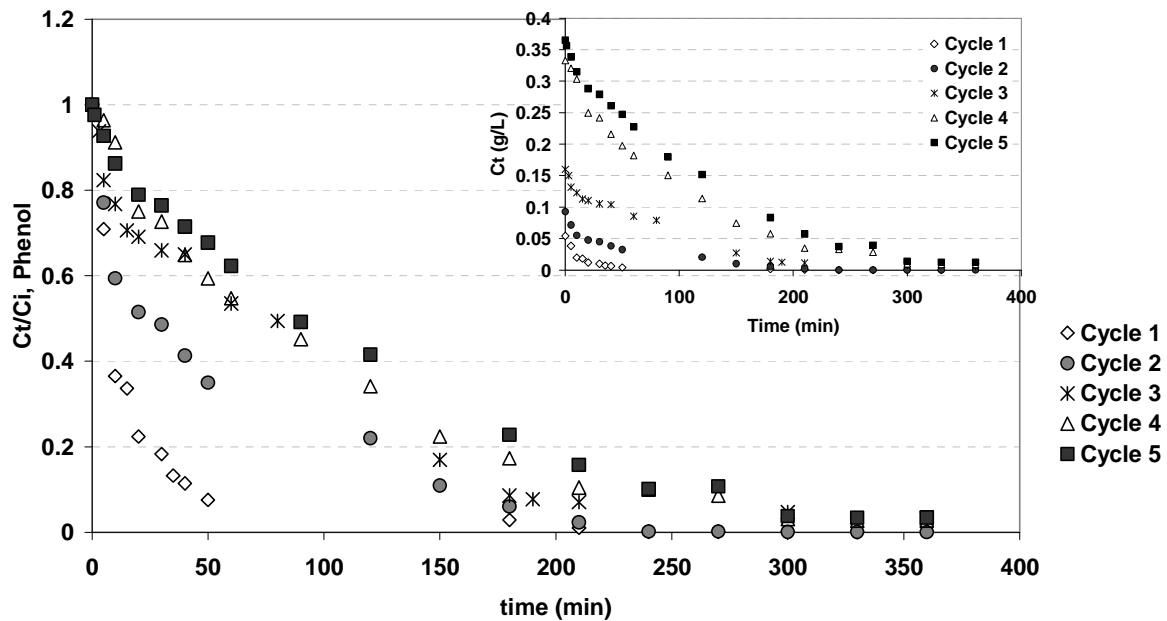 1.2
1
0.8
0.6
0.4
0.2
0
Ct/Ci, Phenol
0 50 100 150 200 250 300 350 400
time (min)
0.4
0.35
0.3
0.25
0.2
0.15
0.1
0.05
0
Ct (g/L)
0 100 200 300 400
Time (min)
Cycle 1
Cycle 2
Cycle 3
Cycle 4
Cycle 5
Cycle 1
Cycle 2
Cycle 3
Cycle 4
Cycle 5